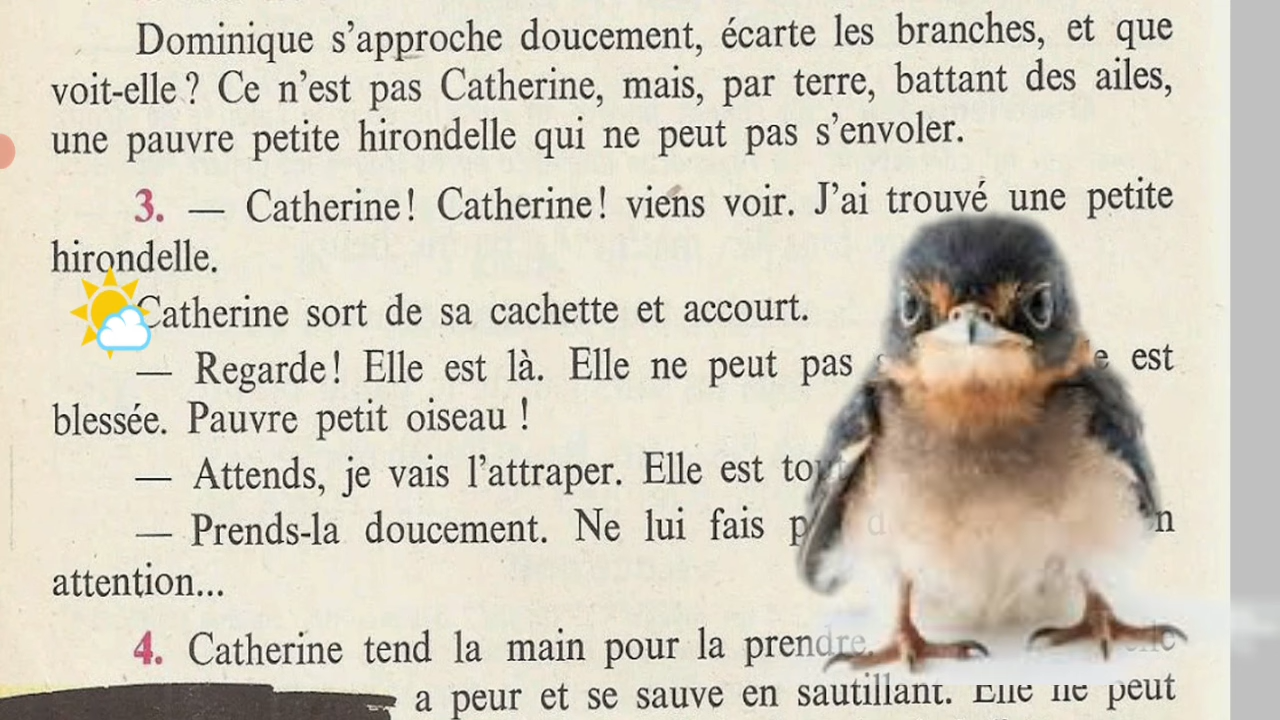 Dominique s'approche doucement, écarte les branches, et que
voit-elle ? Ce n'est pas Catherine, mais, par terre, battant des ailes,
une pauvre petite hirondelle qui ne peut pas s'envoler.
3. — Catherine ! Catherine ! viens voir. J'ai trouvé une petite
hirondelle.
Catherine sort de sa cachette et accourt.
— Regarde ! Elle est là. Elle ne peut pas est
blessée. Pauvre petit oiseau !
— Attends, je vais l'attraper. Elle est
— Prends-la doucement. Ne lui fais
attention...
4. Catherine tend la main pour la prendre.
a peur et se sauve en sautillant. Elle ne peut